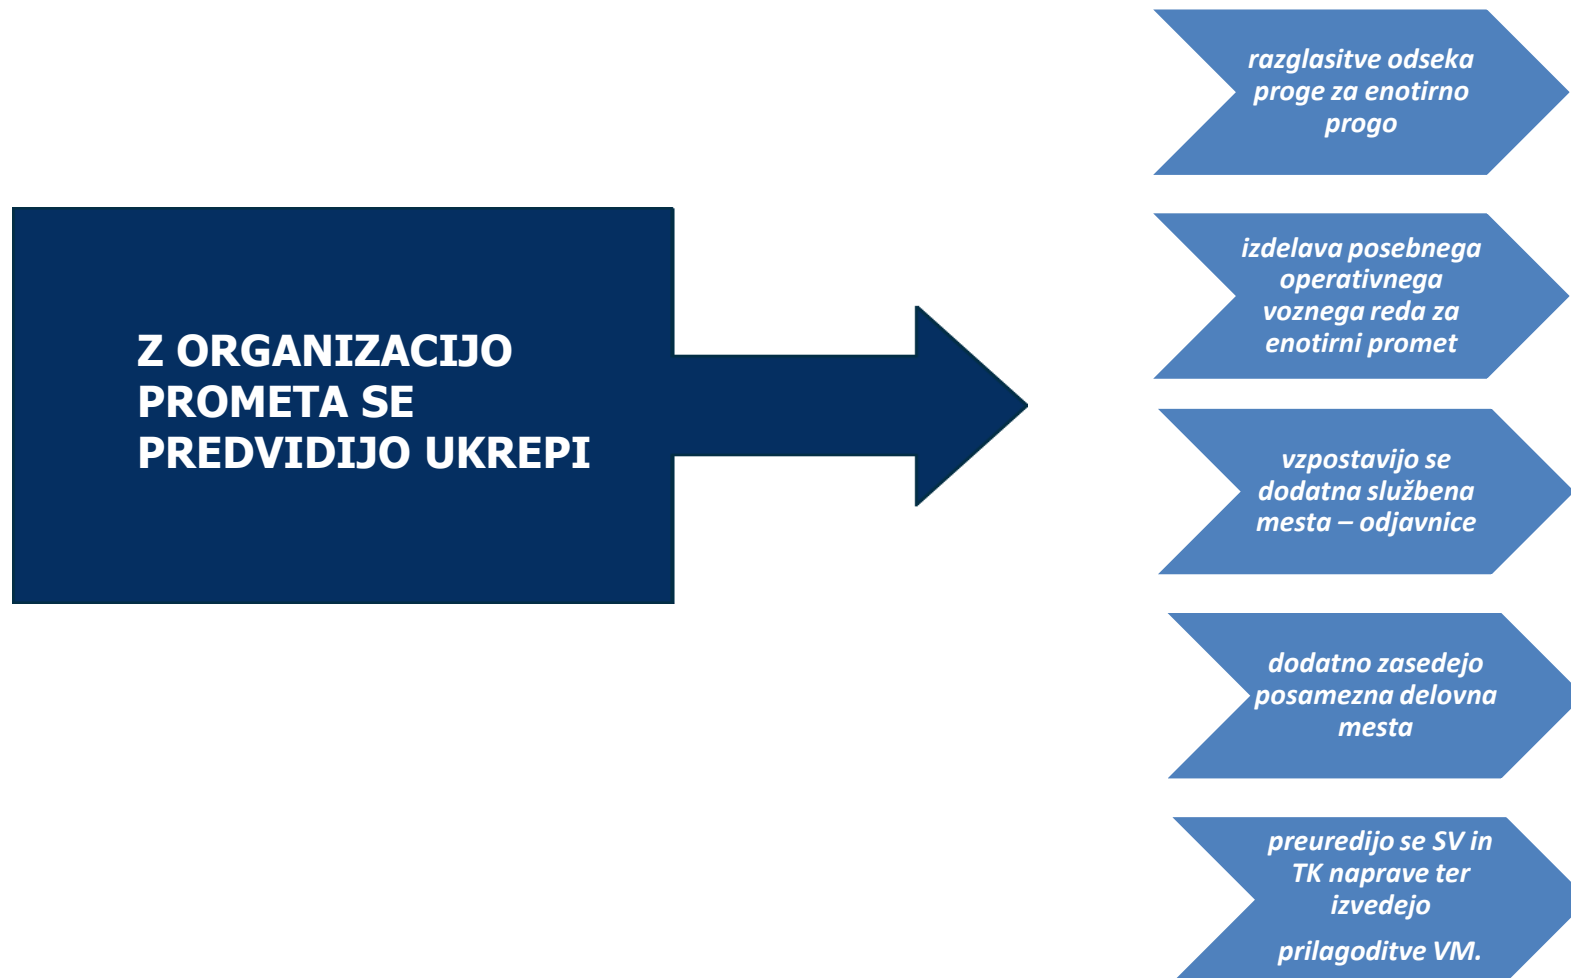 Z ORGANIZACIJO
PROMETA SE
PREDVIDIJO UKREPI
razglasitve odseka
proge za enotirno
progo
izdelava posebnega
operativnega
voznega reda za
enotirni promet
vzpostavijo se
dodatna službena
mesta – odjavnice
dodatno zasedejo
posamezna delovna
mesta
preuredijo se SV in
TK naprave ter
izvedejo
prilagoditve VM.